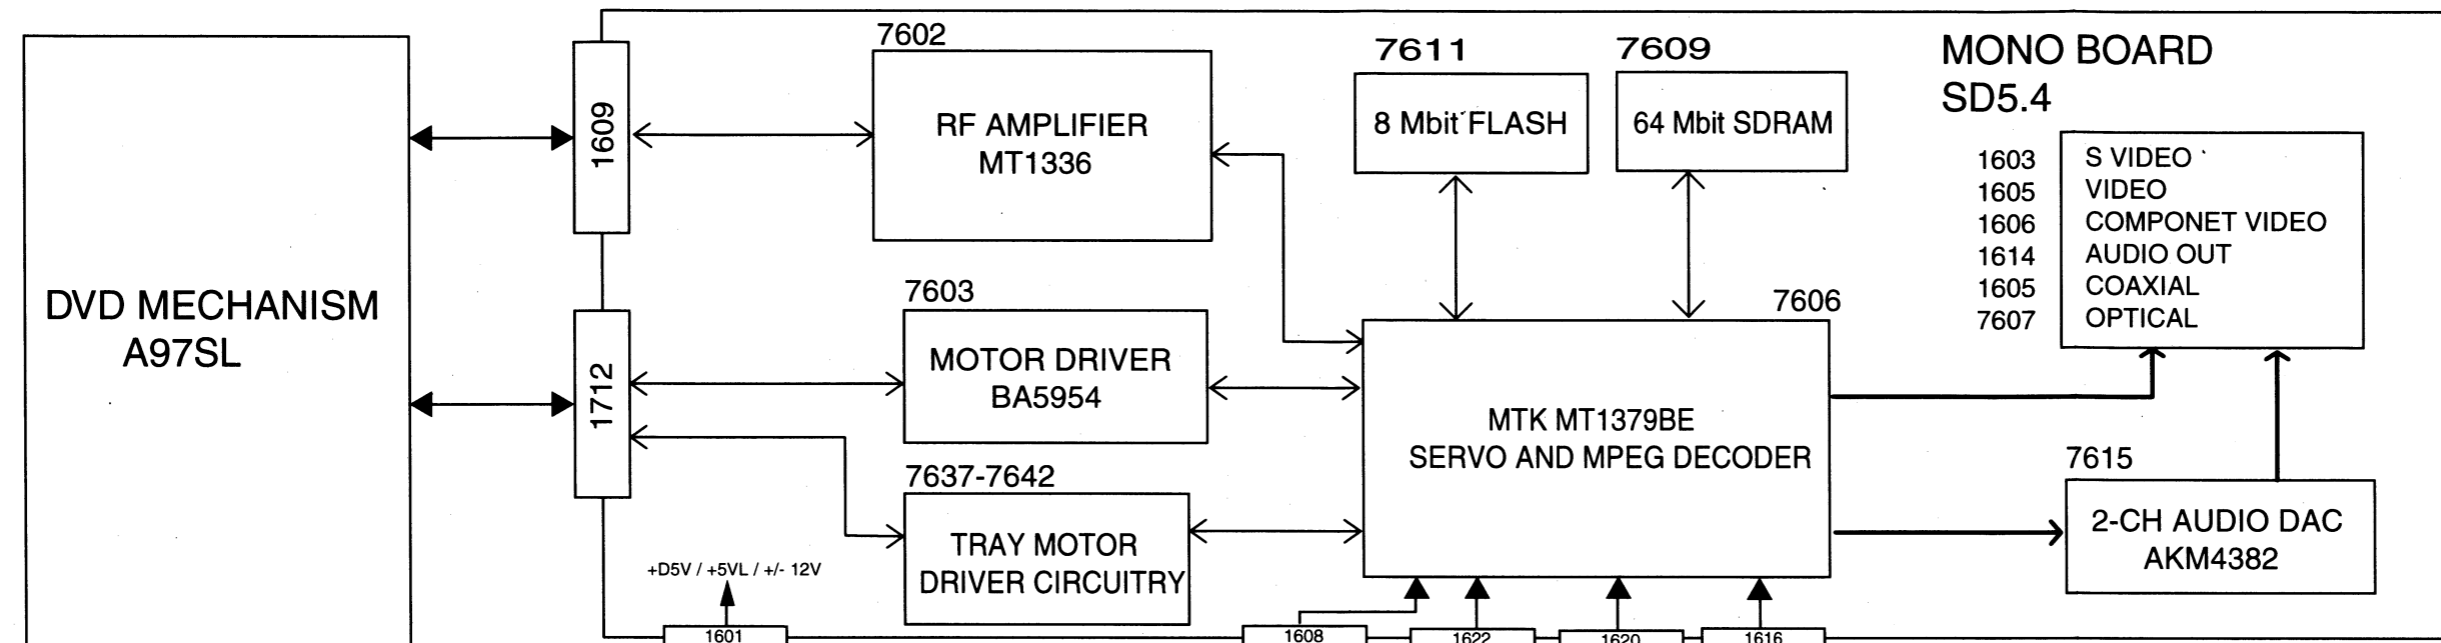 7602
7611
7609
MONO BOARD
SD5.4
1609
RF AMPLIFIER
MT1336
8 Mbit FLASH
64 Mbit SDRAM
1603 S VIDEO
1605 VIDEO
1606 COMPONET VIDEO
1614 AUDIO OUT
1605 COAXIAL
7607 OPTICAL
DVD MECHANISM
A97SL
7603
7606
1712
MOTOR DRIVER
BA5954
MTK MT1379BE
SERVO AND MPEG DECODER
7615
7637-7642
2-CH AUDIO DAC
AKM4382
TRAY MOTOR
DRIVER CIRCUITRY
+D5V / +5VL / +/- 12V
1601
1608
1622
1620
1616